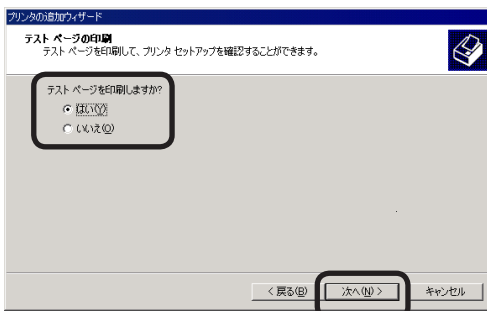 プリンタの追加ウィザード
テスト ページの印刷
テスト ページを印刷して、プリンタ セットアップを確認することができます。
テスト ページを印刷しますか?
はい(Y)
いいえ(O)
< 戻る(B)
次へ(N) >
キャンセル